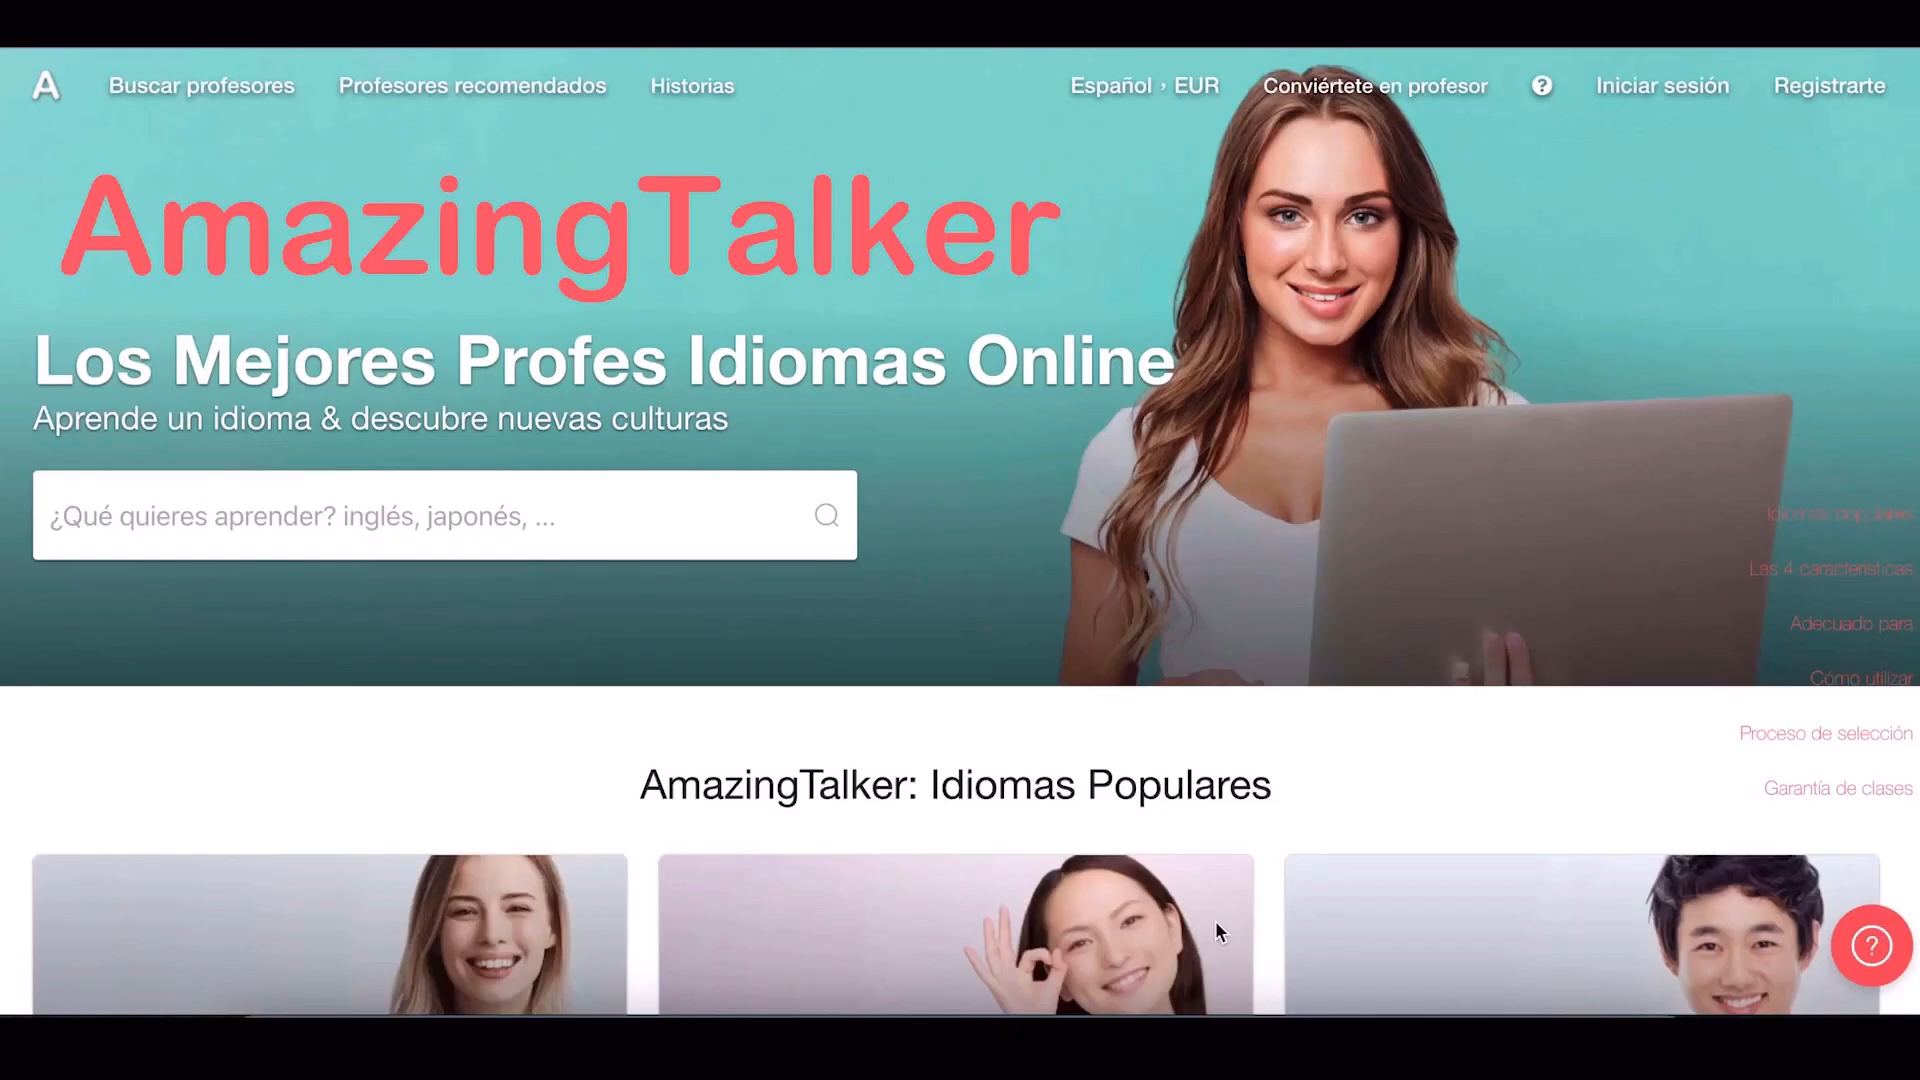 A Buscar profesores Profesores recomendados Historias Español › EUR Conviértete en profesor ? Iniciar sesión Registrarte
AmazingTalker
Los Mejores Profes Idiomas Online
Aprende un idioma & descubre nuevas culturas
¿Qué quieres aprender? inglés, japonés, ...
Idiomas populares
Las 4 características
Adecuado para
Cómo utilizar
Proceso de selección
Garantía de clases
AmazingTalker: Idiomas Populares
?